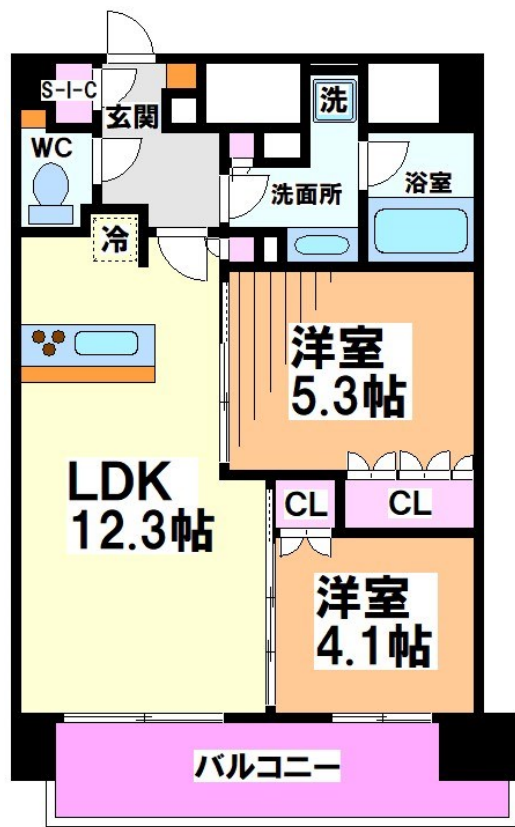 S-I-C
玄関
洗
WC
洗面所
浴室
冷
洋室
5.3帖
LDK
12.3帖
CL
CL
洋室
4.1帖
バルコニー